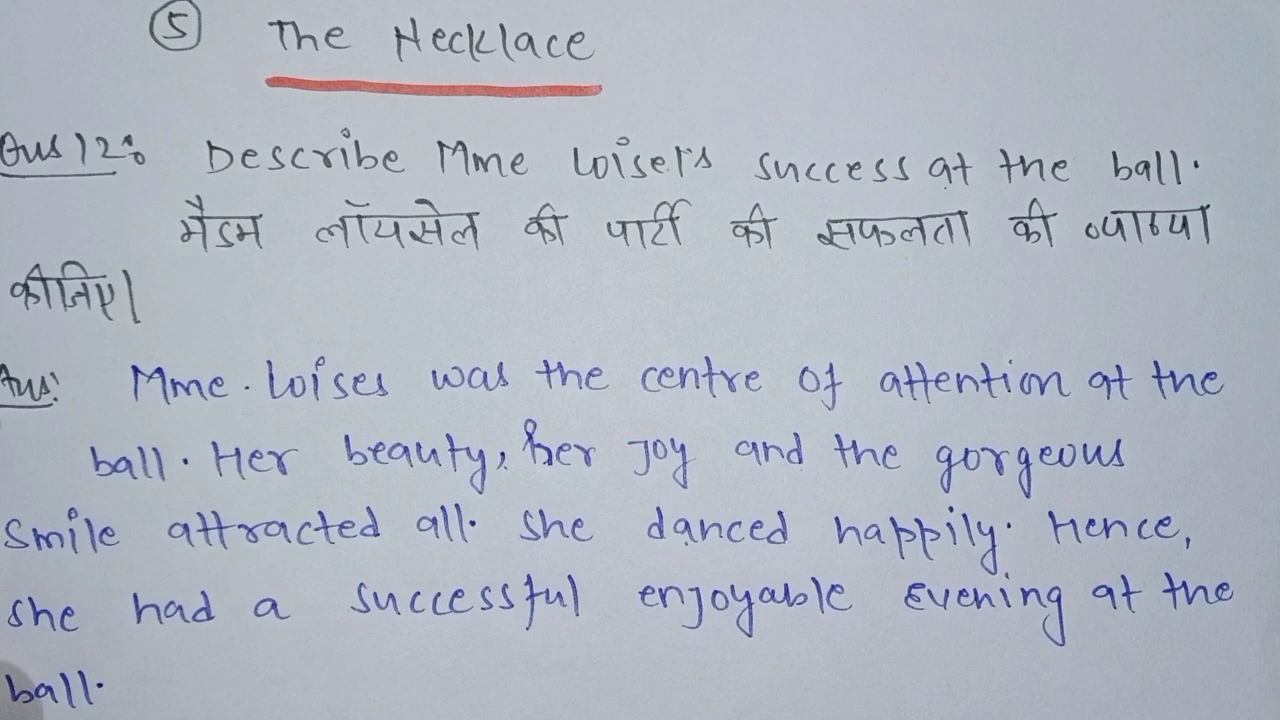 ⑤ The Necklace
Ques 12: Describe Mme Loisel's success at the ball.
मैडम लॉयसेल की पार्टी की सफलता की व्याख्या
कीजिए।
Ans: Mme. Loises was the centre of attention at the
ball. Her beauty, her joy and the gorgeous
smile attracted all. she danced happily. Hence,
she had a successful enjoyable evening at the
ball.